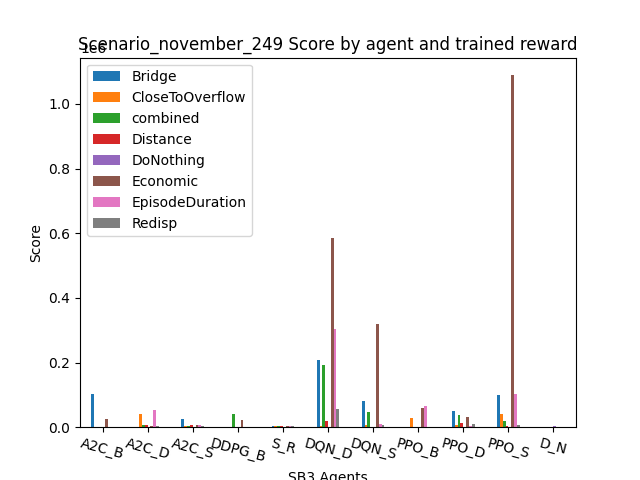 Scenario_november_249 Score by agent and trained reward
1e6
Bridge
CloseToOverflow
combined
Distance
DoNothing
Economic
EpisodeDuration
Redisp
Score
1.0
0.8
0.6
0.4
0.2
0.0
A2C_B A2C_D A2C_S DDPG_B S_R DQN_D DQN_S PPO_B PPO_D PPO_S D_N
SB3 Agents